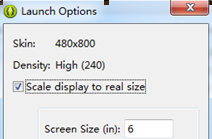 Launch Options
Skin: 480x800
Density: High (240)
Scale display to real size
Screen Size (in): 6